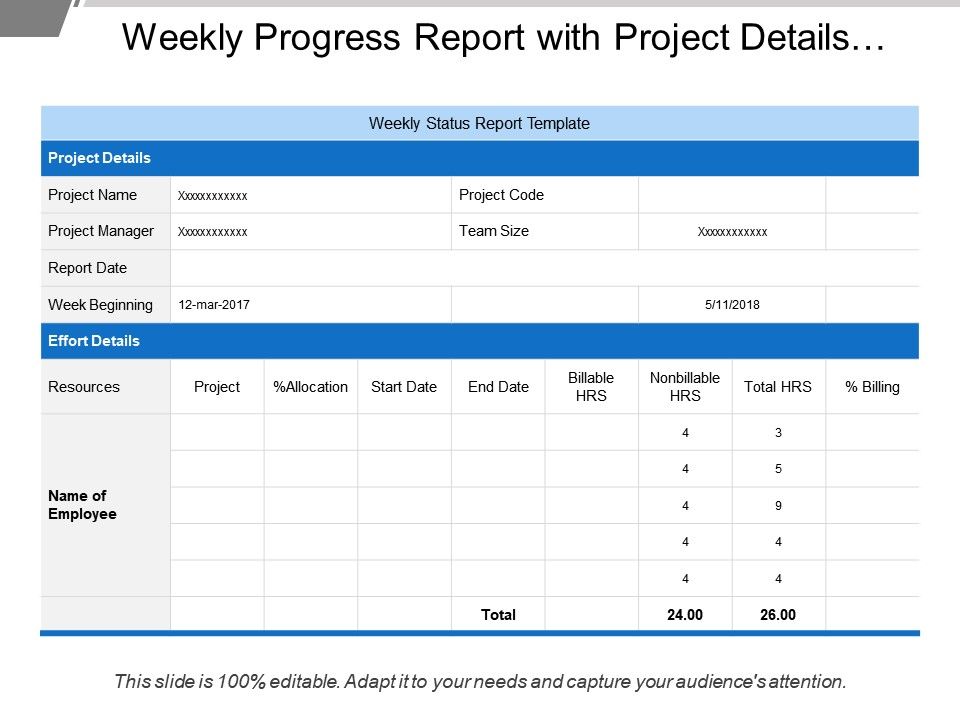 Weekly Progress Report with Project Details…
Weekly Status Report Template
Project Details
Project Name Xxxxxxxxxxxx Project Code
Project Manager Xxxxxxxxxxxx Team Size Xxxxxxxxxxxx
Report Date
Week Beginning 12-mar-2017 5/11/2018
Effort Details
Resources Project %Allocation Start Date End Date Billable HRS Nonbillable HRS Total HRS % Billing
4 3
4 5
Name of Employee 4 9
4 4
4 4
Total 24.00 26.00
This slide is 100% editable. Adapt it to your needs and capture your audience's attention.